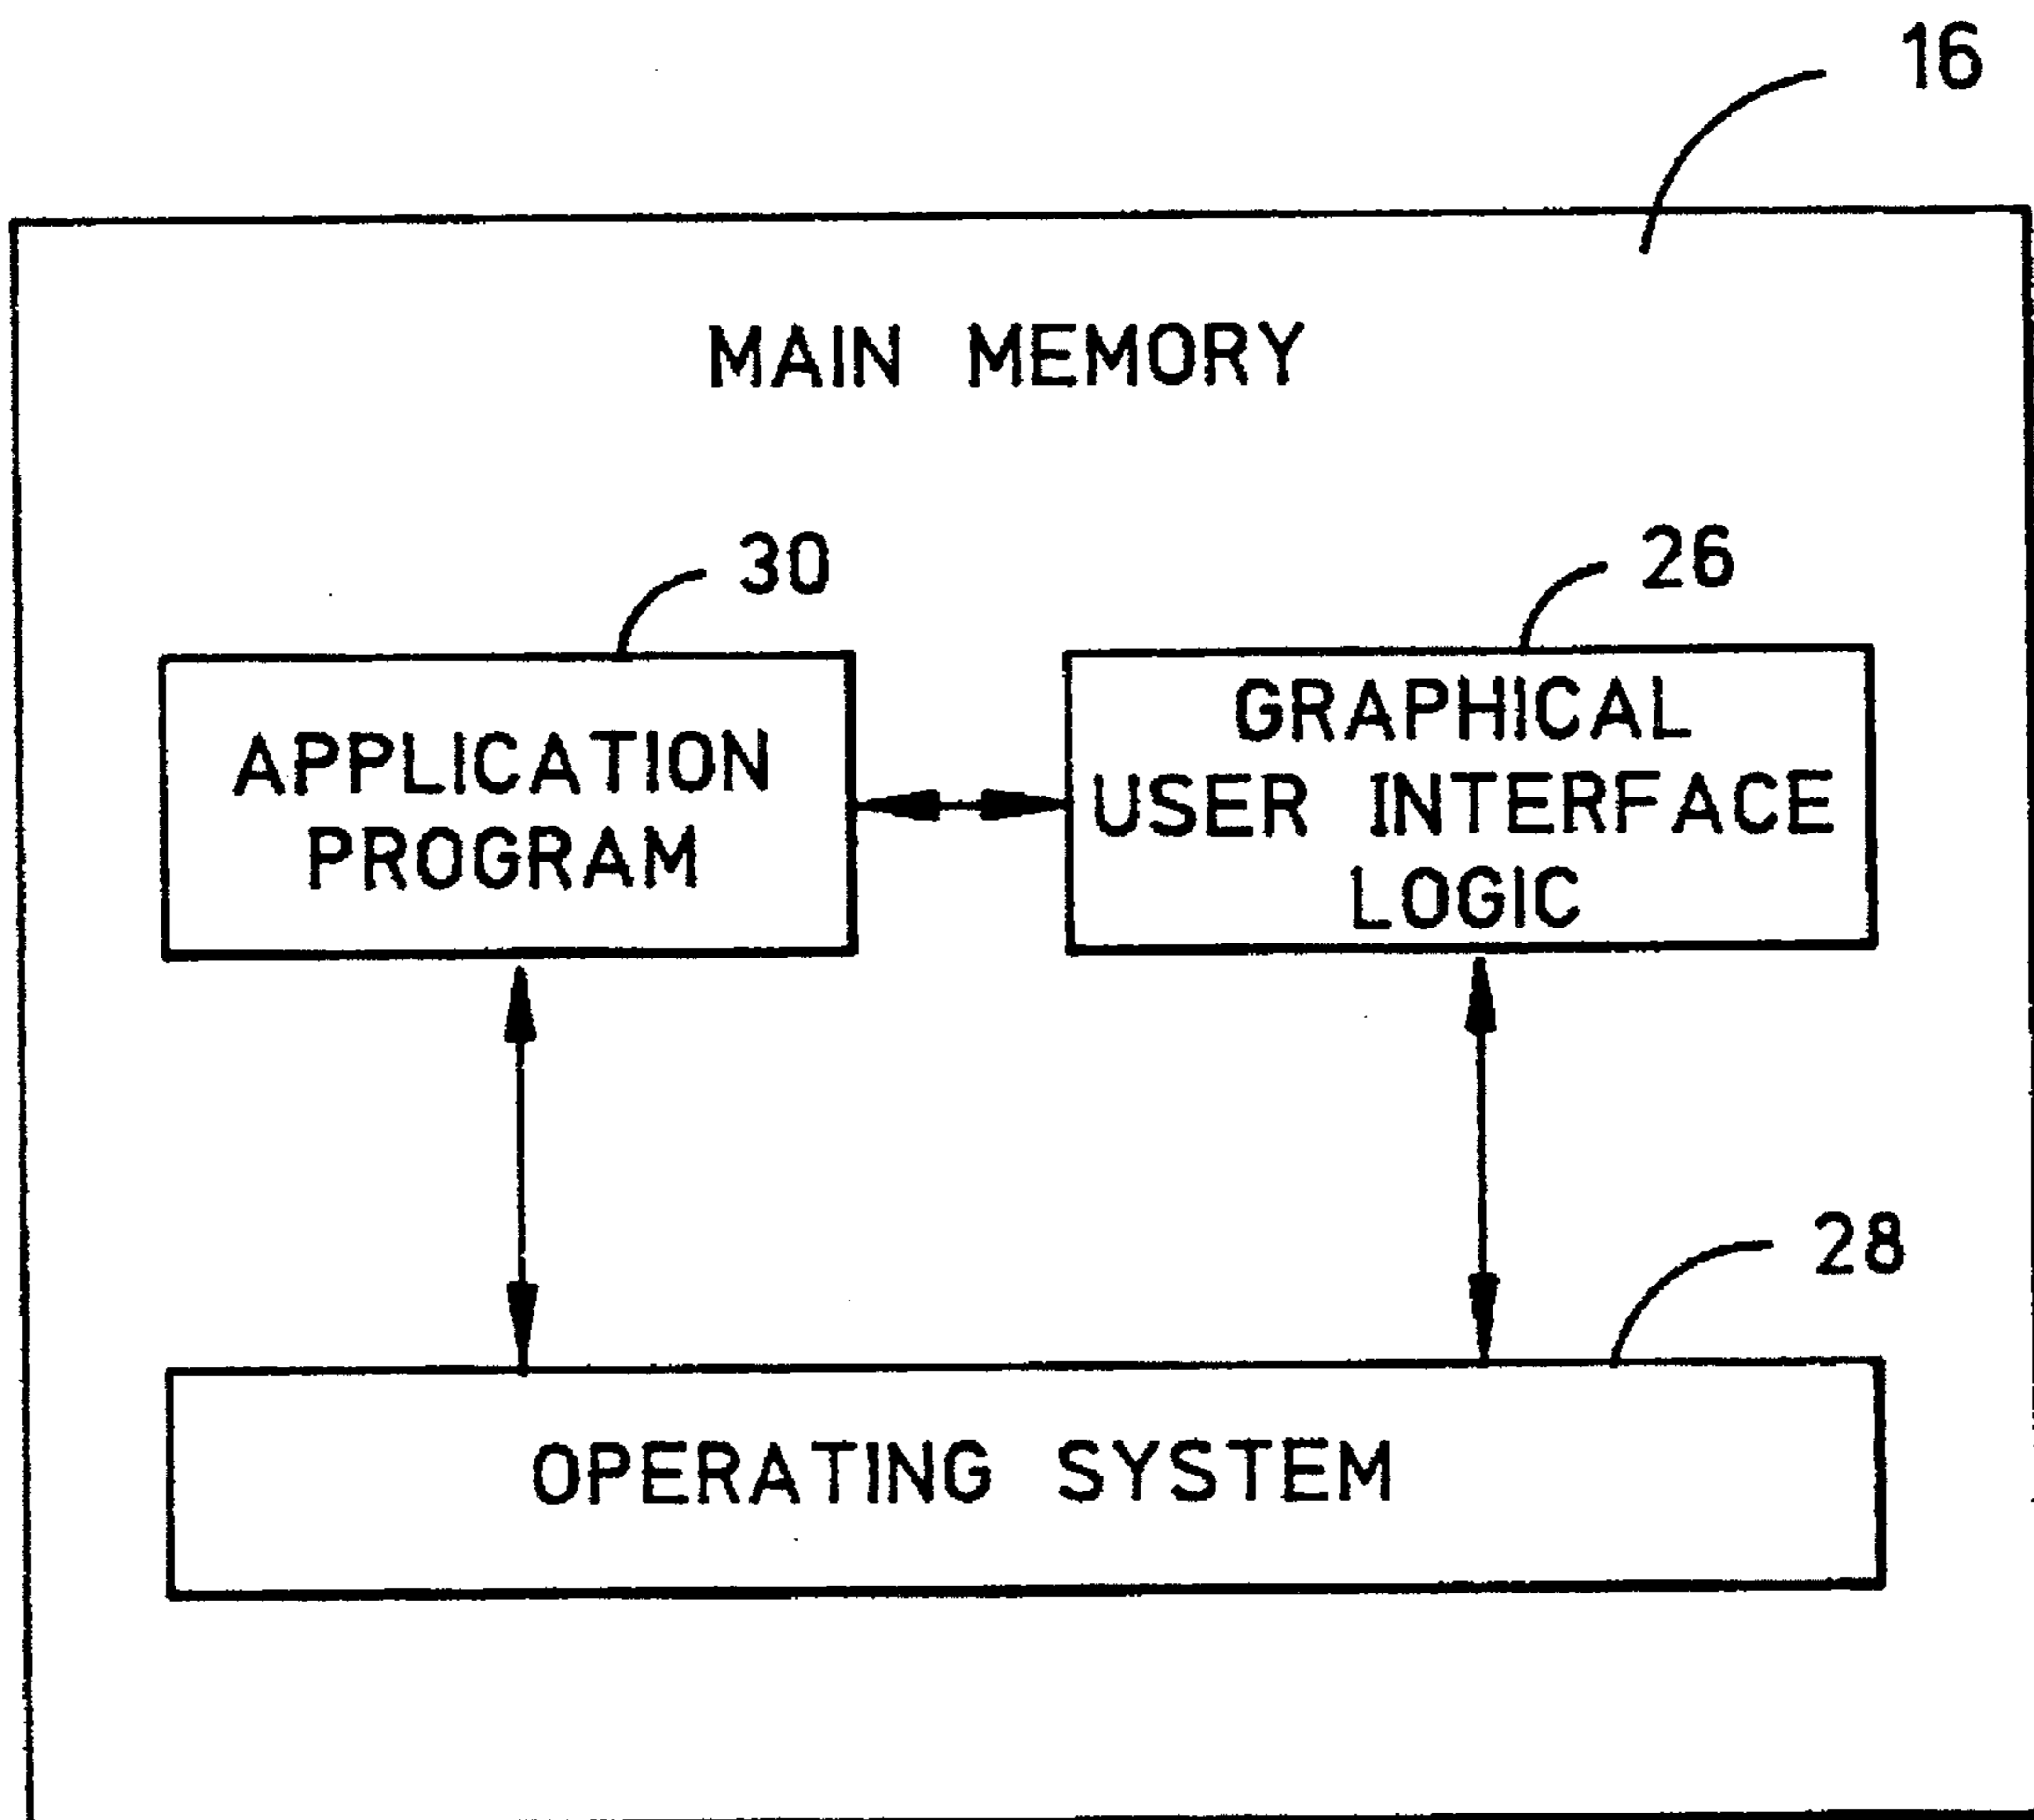 16
MAIN MEMORY
30
26
APPLICATION
PROGRAM
GRAPHICAL
USER INTERFACE
LOGIC
28
OPERATING SYSTEM